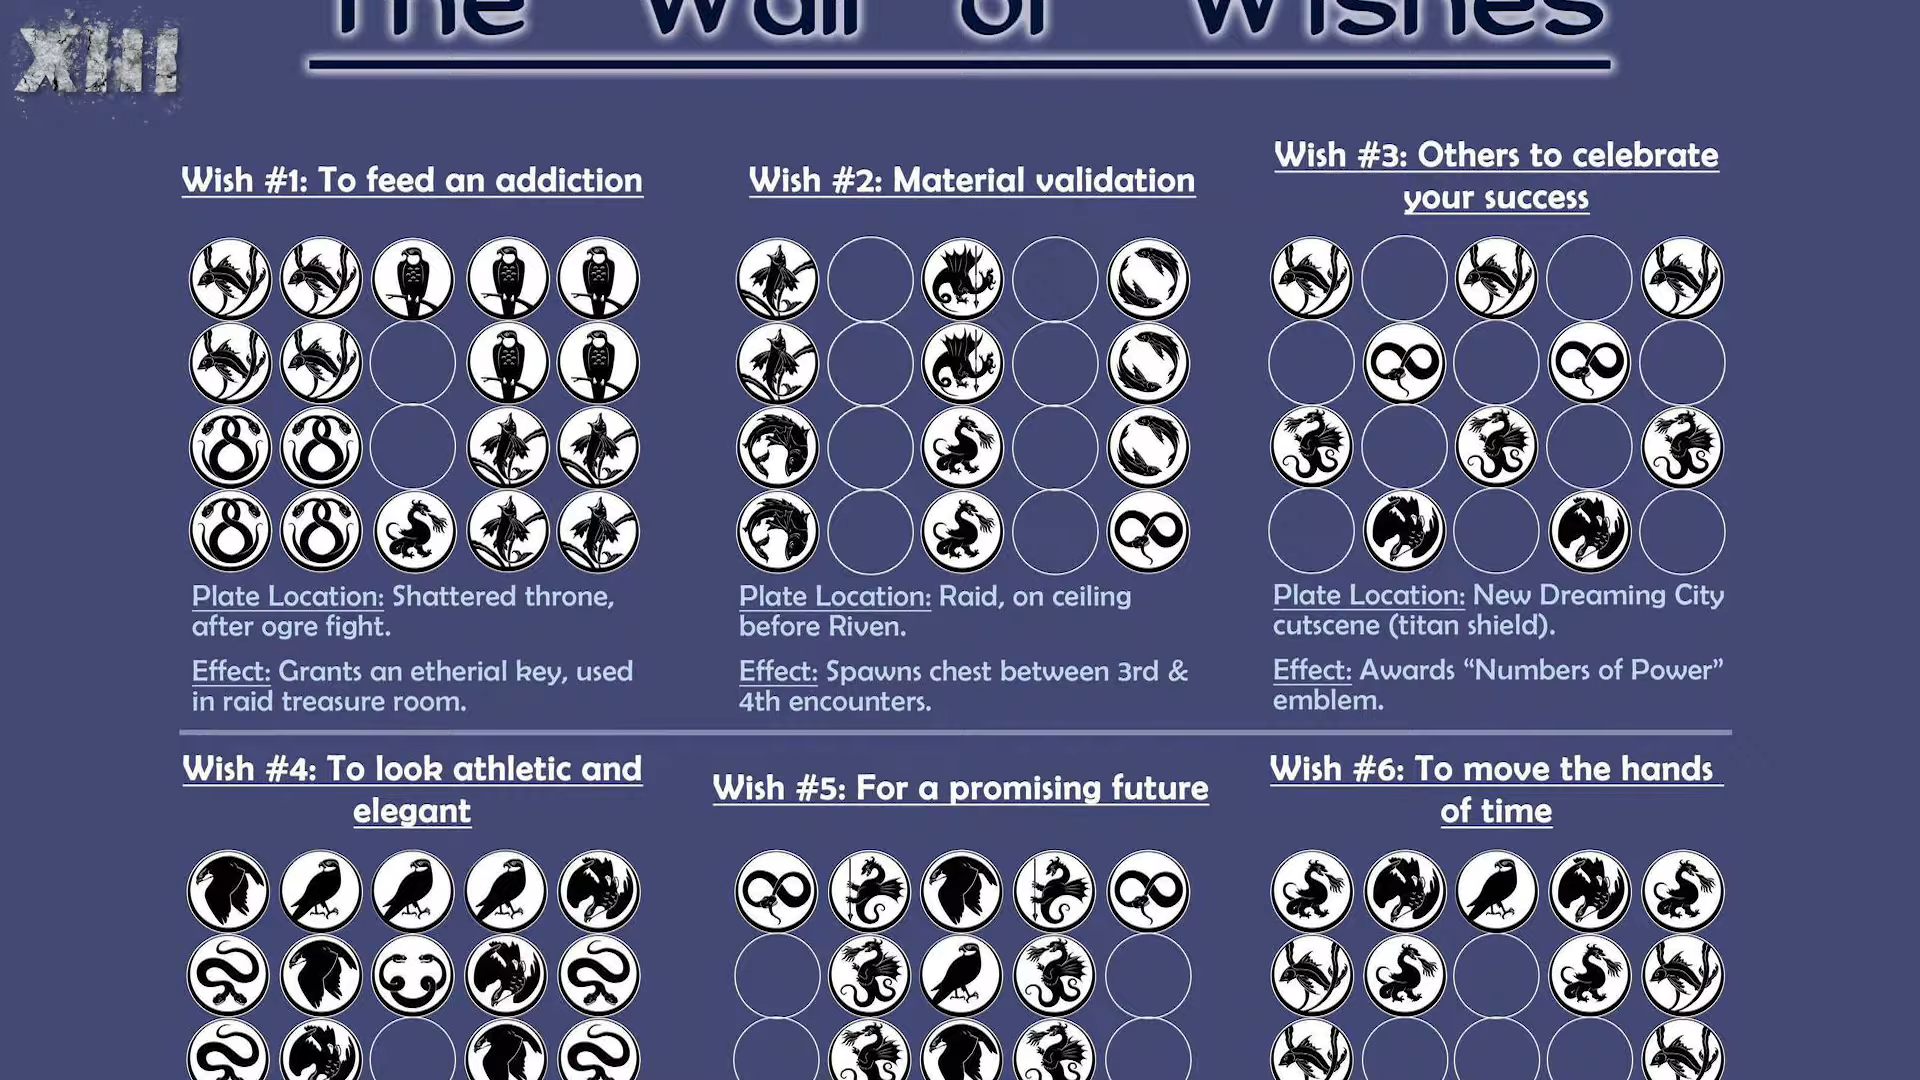 The Wall of Wishes
XIII
Wish #1: To feed an addiction
Plate Location: Shattered throne,
after ogre fight.
Effect: Grants an etherial key, used
in raid treasure room.
Wish #2: Material validation
Plate Location: Raid, on ceiling
before Riven.
Effect: Spawns chest between 3rd &
4th encounters.
Wish #3: Others to celebrate
your success
Plate Location: New Dreaming City
cutscene (titan shield).
Effect: Awards “Numbers of Power”
emblem.
Wish #4: To look athletic and
elegant
Wish #5: For a promising future
Wish #6: To move the hands
of time